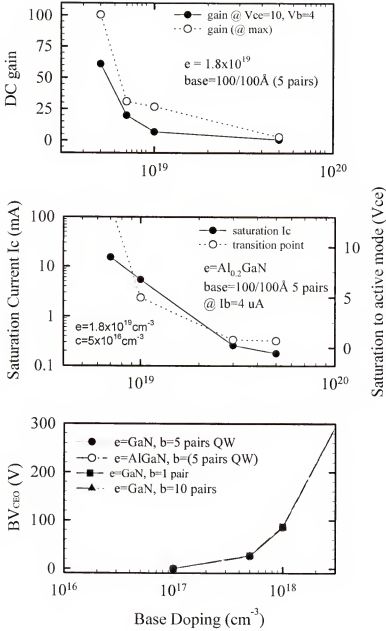 gain @ Vce=10, Vb=4
gain (@ max)
e = 1.8x10^19
base=100/100Å (5 pairs)
DC gain
100
75
50
25
0
10^19
10^20
saturation Ic
transition point
e=Al0.2GaN
base=100/100Å 5 pairs
@ Ib=4 uA
e=1.8x10^19cm^-3
c=5x10^16cm^-3
Saturation Current Ic (mA)
100
10
1
0.1
Saturation to active mode (Vce)
10
5
0
10^19
10^20
e=GaN, b=5 pairs QW
e=AlGaN, b=(5 pairs QW)
e=GaN, b=1 pair
e=GaN, b=10 pairs
BVCEO (V)
300
200
100
0
10^16
10^17
10^18
Base Doping (cm^-3)